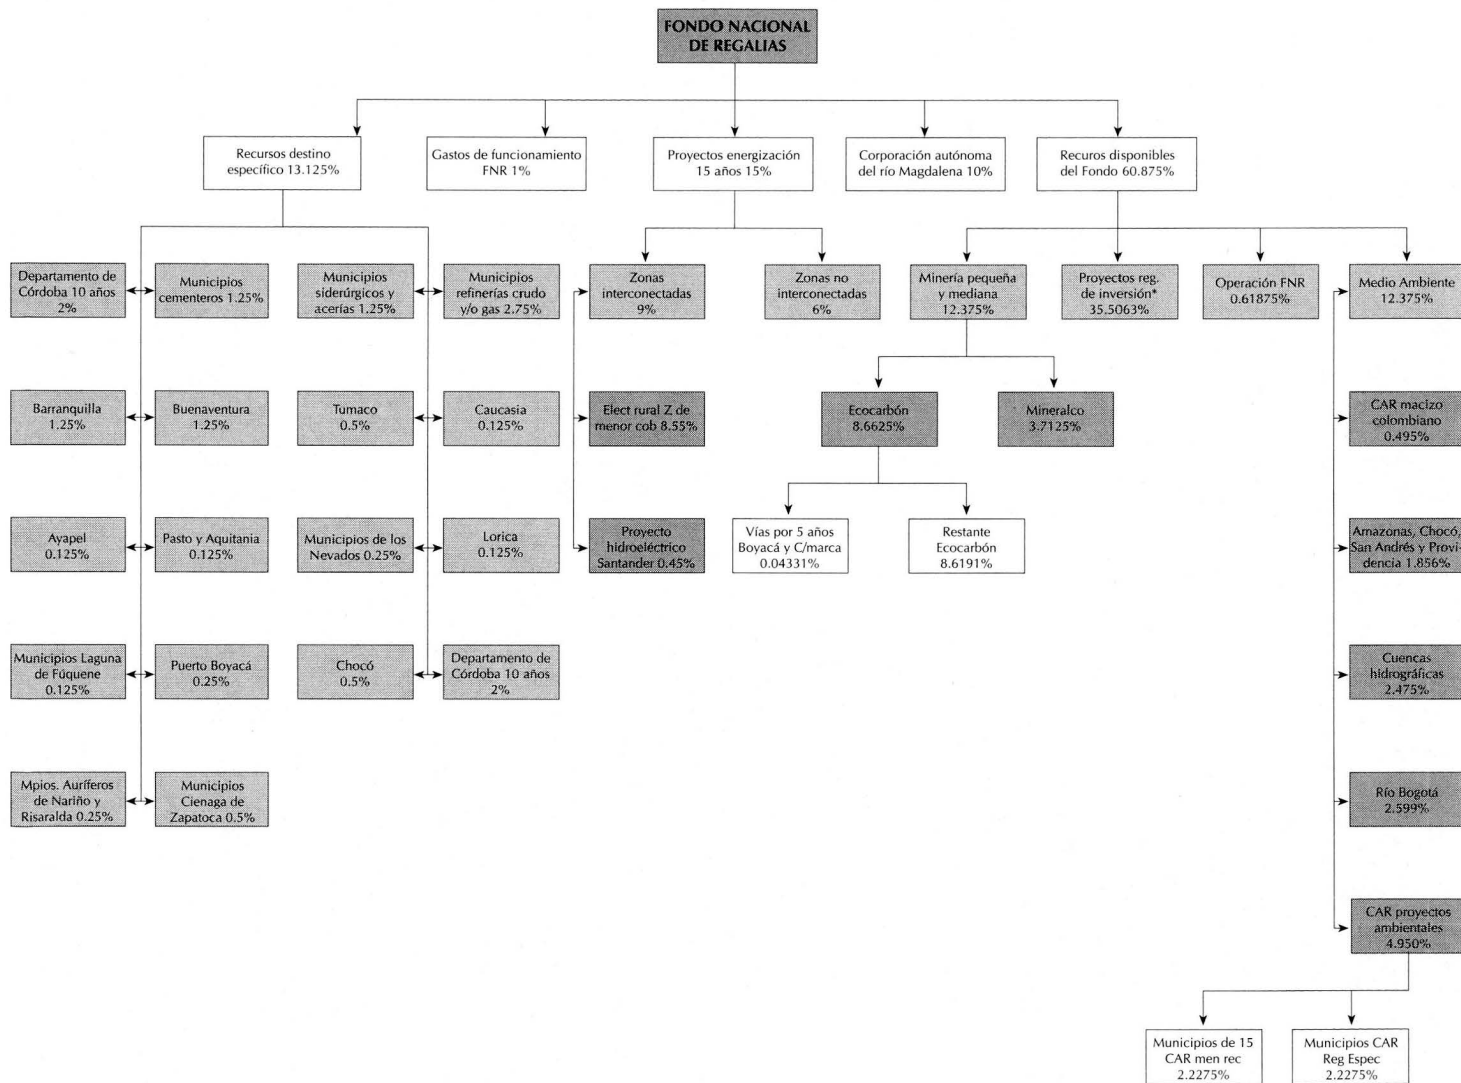 FONDO NACIONAL
DE REGALIAS
Recursos destino
específico 13.125%
Gastos de funcionamiento
FNR 1%
Proyectos energización
15 años 15%
Corporación autónoma
del río Magdalena 10%
Recuros disponibles
del Fondo 60.875%
Departamento de
Córdoba 10 años
2%
Municipios
cementeros 1.25%
Municipios
siderúrgicos y
acerías 1.25%
Municipios
refinerías crudo
y/o gas 2.75%
Zonas
interconectadas
9%
Zonas no
interconectadas
6%
Minería pequeña
y mediana
12.375%
Proyectos reg.
de inversión*
35.5063%
Operación FNR
0.61875%
Medio Ambiente
12.375%
Barranquilla
1.25%
Buenaventura
1.25%
Tumaco
0.5%
Caucasia
0.125%
Elect rural Z de
menor cob 8.55%
Ecocarbón
8.6625%
Mineralco
3.7125%
CAR macizo
colombiano
0.495%
Ayapel
0.125%
Pasto y Aquitania
0.125%
Municipios de los
Nevados 0.25%
Lorica
0.125%
Proyecto
hidroeléctrico
Santander 0.45%
Vías por 5 años
Boyacá y C/marca
0.04331%
Restante
Ecocarbón
8.6191%
Amazonas, Chocó,
San Andrés y Provi-
dencia 1.856%
Municipios Laguna
de Fúquene
0.125%
Puerto Boyacá
0.25%
Chocó
0.5%
Departamento de
Córdoba 10 años
2%
Cuencas
hidrográficas
2.475%
Mpios. Auríferos
de Nariño y
Risaralda 0.25%
Municipios
Cienaga de
Zapatoca 0.5%
Río Bogotá
2.599%
CAR proyectos
ambientales
4.950%
Municipios de 15
CAR men rec
2.2275%
Municipios CAR
Reg Espec
2.2275%